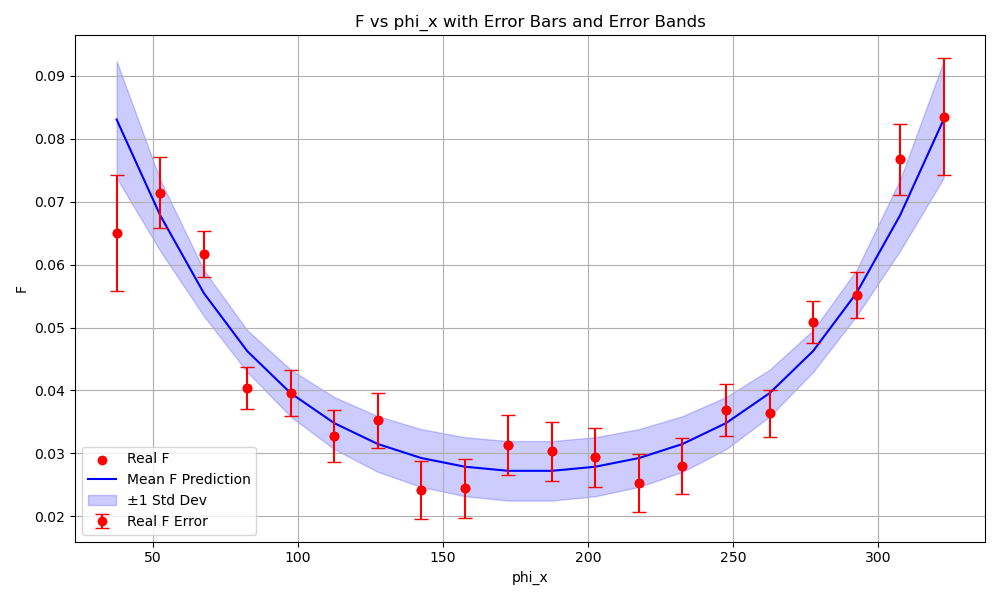 F vs phi_x with Error Bars and Error Bands
F
0.09
0.08
0.07
0.06
0.05
0.04
0.03
0.02
Real F
Mean F Prediction
±1 Std Dev
Real F Error
50
100
150
200
250
300
phi_x